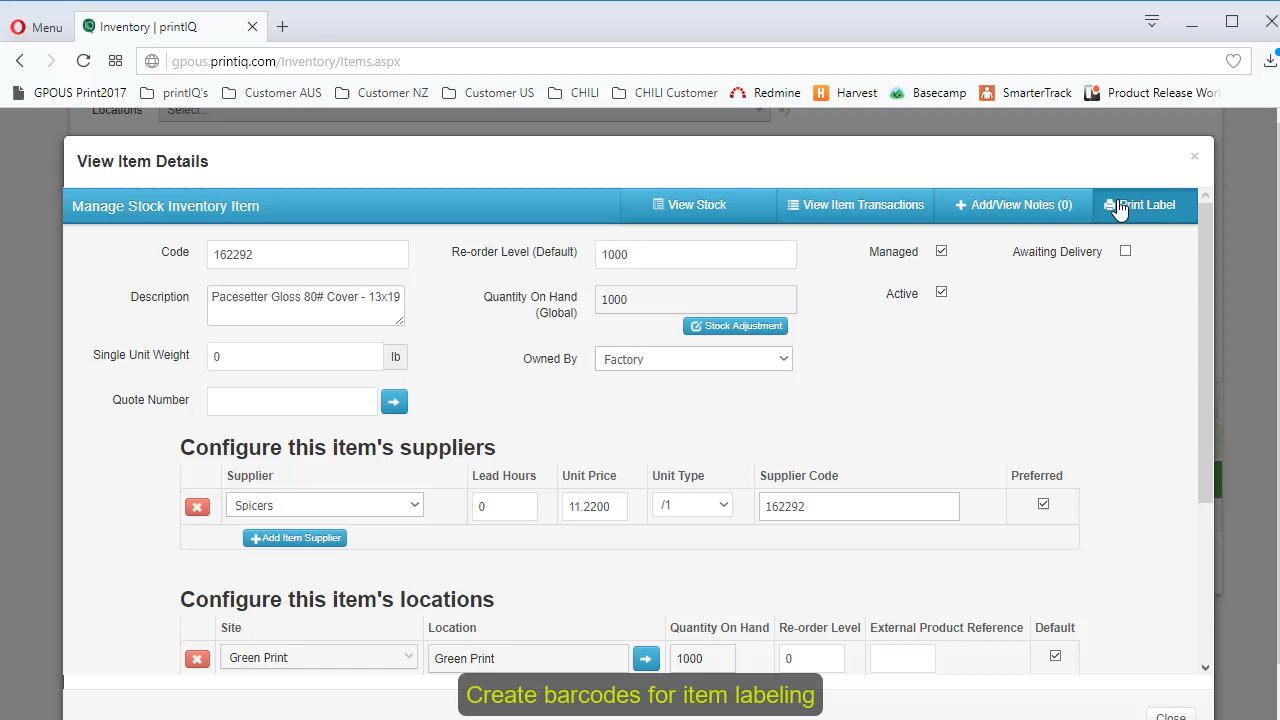 Menu
Inventory | printIQ
gpous.printiq.com/Inventory/Items.aspx
GPOUS Print2017 printIQ's Customer AUS Customer NZ Customer US CHILI CHILI Customer Redmine Harvest Basecamp SmarterTrack Product Release Wor
Locations Select...
View Item Details
Manage Stock Inventory Item View Stock View Item Transactions Add/View Notes (0) Print Label
Code 162292 Re-order Level (Default) 1000 Managed Awaiting Delivery
Description Pacesetter Gloss 80# Cover - 13x19 Quantity On Hand (Global) 1000 Active
Stock Adjustment
Single Unit Weight 0 lb Owned By Factory
Quote Number
Configure this item's suppliers
Supplier Lead Hours Unit Price Unit Type Supplier Code Preferred
Spicers 0 11.2200 /1 162292
Add Item Supplier
Configure this item's locations
Site Location Quantity On Hand Re-order Level External Product Reference Default
Green Print Green Print 1000 0
Create barcodes for item labeling
Close